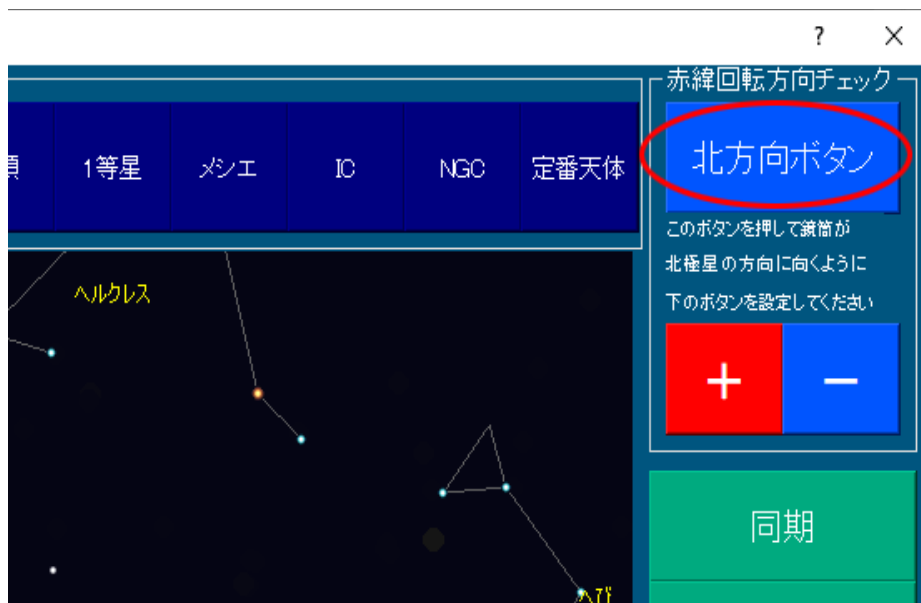 ?
×
赤緯回転方向チェック
北方向ボタン
1等星
メシエ
IC
NGC
定番天体
このボタンを押して鏡筒が
北極星の方向に向くように
下のボタンを設定してください
ヘルクレス
+
−
同期
へび